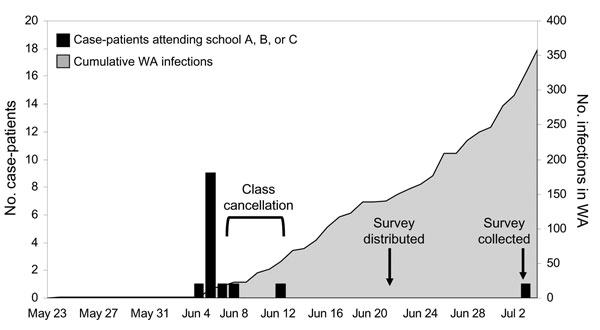 Case-patients attending school A, B, or C
Cumulative WA infections
No. case-patients
20
18
16
14
12
10
8
6
4
2
0
Class
cancellation
Survey
distributed
Survey
collected
400
350
300
250
200
150
100
50
0
No. infections in WA
May 23 May 27 May 31 Jun 4 Jun 8 Jun 12 Jun 16 Jun 20 Jun 24 Jun 28 Jul 2